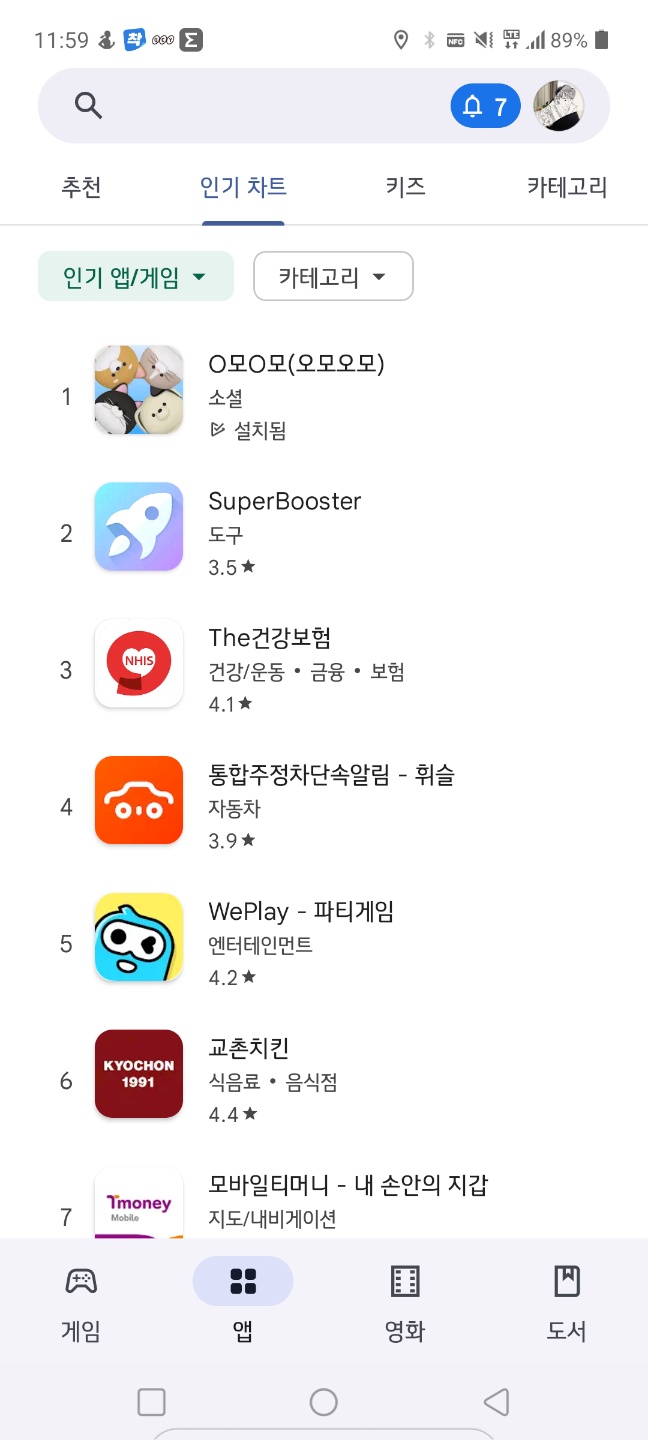 11:59 착 Σ NFC LTE 89%
7
추천 인기 차트 키즈 카테고리
인기 앱/게임 카테고리
1
O모O모(오모오모)
소셜
설치됨
2
SuperBooster
도구
3.5★
3
NHIS
The건강보험
건강/운동 • 금융 • 보험
4.1★
4
통합주정차단속알림 - 휘슬
자동차
3.9★
5
WePlay - 파티게임
엔터테인먼트
4.2★
6
KYOCHON
1991
교촌치킨
식음료 • 음식점
4.4★
7
Tmoney
Mobile
모바일티머니 - 내 손안의 지갑
지도/내비게이션
게임 앱 영화 도서